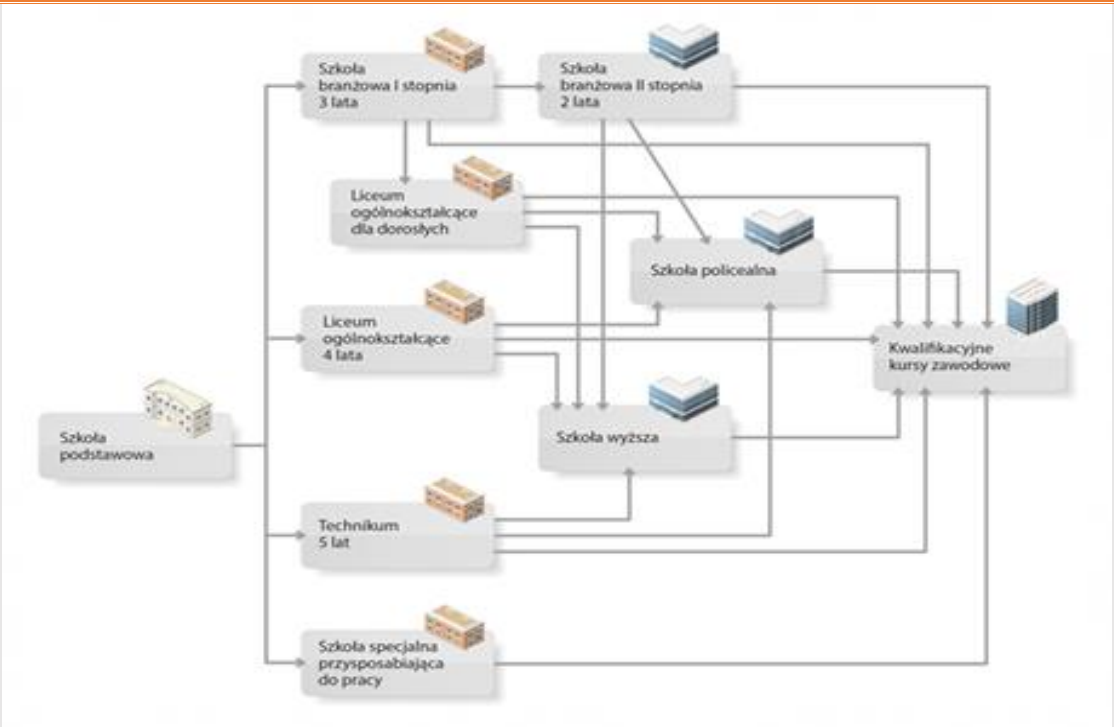 Szkoła
branżowa I stopnia
3 lata
Szkoła
branżowa II stopnia
2 lata
Liceum
ogólnokształcące
dla dorosłych
Szkoła policealna
Liceum
ogólnokształcące
4 lata
Kwalifikacyjne
kursy zawodowe
Szkoła
podstawowa
Szkoła wyższa
Technikum
5 lat
Szkoła specjalna
przysposabiająca
do pracy